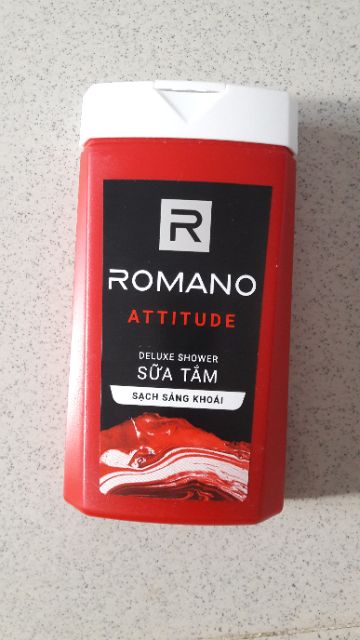 R
ROMANO
ATTITUDE
DELUXE SHOWER
SỮA TẮM
SẠCH SẢNG KHOÁI